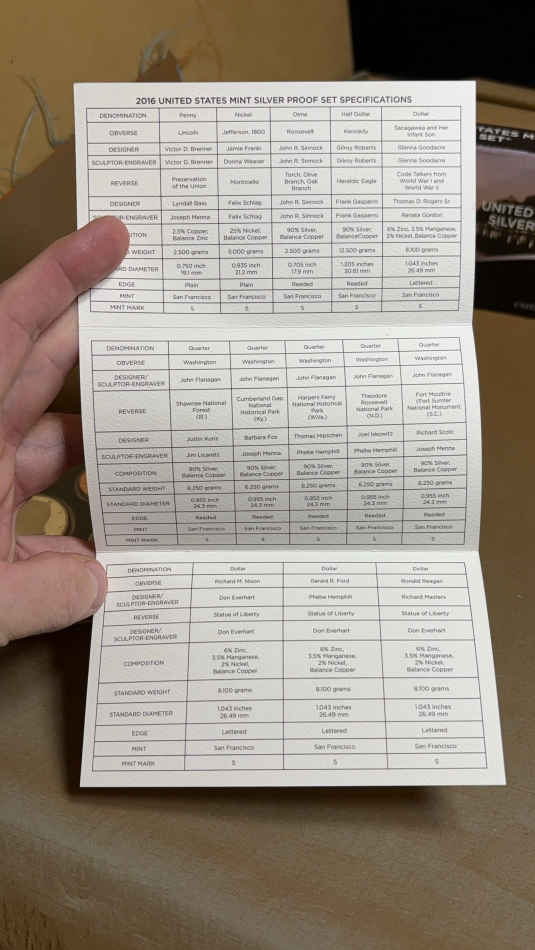 2016 UNITED STATES MINT SILVER PROOF SET SPECIFICATIONS
DENOMINATION Penny Nickel Dime Half Dollar Dollar
OBVERSE Lincoln Jefferson, 1800 Roosevelt Kennedy Sacagawea and Her
Infant Son
DESIGNER Victor D. Brenner Jamie Franki John R. Sinnock Gilroy Roberts Glenna Goodacre
SCULPTOR-ENGRAVER Victor D. Brenner Donna Weaver John R. Sinnock Gilroy Roberts Glenna Goodacre
REVERSE Preservation
of the Union Monticello Torch, Olive
Branch, Oak
Branch Heraldic Eagle Code Talkers from
World War I and
World War II
DESIGNER Lyndall Bass Felix Schlag John R. Sinnock Frank Gasparro Thomas D. Rogers Sr.
OR-ENGRAVER Joseph Menna Felix Schlag John R. Sinnock Frank Gasparro Renata Gordon
SITION 2.5% Copper,
Balance Zinc 25% Nickel,
Balance Copper 90% Silver,
Balance Copper 90% Silver,
BalanceCopper 6% Zinc, 3.5% Manganese,
2% Nickel, Balance Copper
WEIGHT 2.500 grams 5.000 grams 2.500 grams 12.500 grams 8.100 grams
ARD DIAMETER 0.750 inch
19.1 mm 0.835 inch
21.2 mm 0.705 inch
17.9 mm 1.205 inches
30.61 mm 1.043 inches
26.49 mm
EDGE Plain Plain Reeded Reeded Lettered
MINT San Francisco San Francisco San Francisco San Francisco San Francisco
MINT MARK S S S S S
DENOMINATION Quarter Quarter Quarter Quarter Quarter
OBVERSE Washington Washington Washington Washington Washington
DESIGNER/
SCULPTOR-ENGRAVER John Flanagan John Flanagan John Flanagan John Flanagan John Flanagan
REVERSE Shawnee National
Forest
(Ill.) Cumberland Gap
National
Historical Park
(Ky.) Harpers Ferry
National Historical
Park
(W.Va.) Theodore
Roosevelt
National Park
(N.D.) Fort Moultrie
(Fort Sumter
National Monument)
(S.C.)
DESIGNER Justin Kunz Barbara Fox Thomas Hipschen Joel Iskowitz Richard Scott
SCULPTOR-ENGRAVER Jim Licaretz Joseph Menna Phebe Hemphill Phebe Hemphill Joseph Menna
COMPOSITION 90% Silver,
Balance Copper 90% Silver,
Balance Copper 90% Silver,
Balance Copper 90% Silver,
Balance Copper 90% Silver,
Balance Copper
STANDARD WEIGHT 6.250 grams 6.250 grams 6.250 grams 6.250 grams 6.250 grams
STANDARD DIAMETER 0.955 inch
24.3 mm 0.955 inch
24.3 mm 0.955 inch
24.3 mm 0.955 inch
24.3 mm 0.955 inch
24.3 mm
EDGE Reeded Reeded Reeded Reeded Reeded
MINT San Francisco San Francisco San Francisco San Francisco San Francisco
MINT MARK S S S S S
DENOMINATION Dollar Dollar Dollar
OBVERSE Richard M. Nixon Gerald R. Ford Ronald Reagan
DESIGNER/
SCULPTOR-ENGRAVER Don Everhart Phebe Hemphill Richard Masters
REVERSE Statue of Liberty Statue of Liberty Statue of Liberty
DESIGNER/
SCULPTOR-ENGRAVER Don Everhart Don Everhart Don Everhart
COMPOSITION 6% Zinc,
3.5% Manganese,
2% Nickel,
Balance Copper 6% Zinc,
3.5% Manganese,
2% Nickel,
Balance Copper 6% Zinc,
3.5% Manganese,
2% Nickel,
Balance Copper
STANDARD WEIGHT 8.100 grams 8.100 grams 8.100 grams
STANDARD DIAMETER 1.043 inches
26.49 mm 1.043 inches
26.49 mm 1.043 inches
26.49 mm
EDGE Lettered Lettered Lettered
MINT San Francisco San Francisco San Francisco
MINT MARK S S S
TATES M
SET
UNITED
SILVER